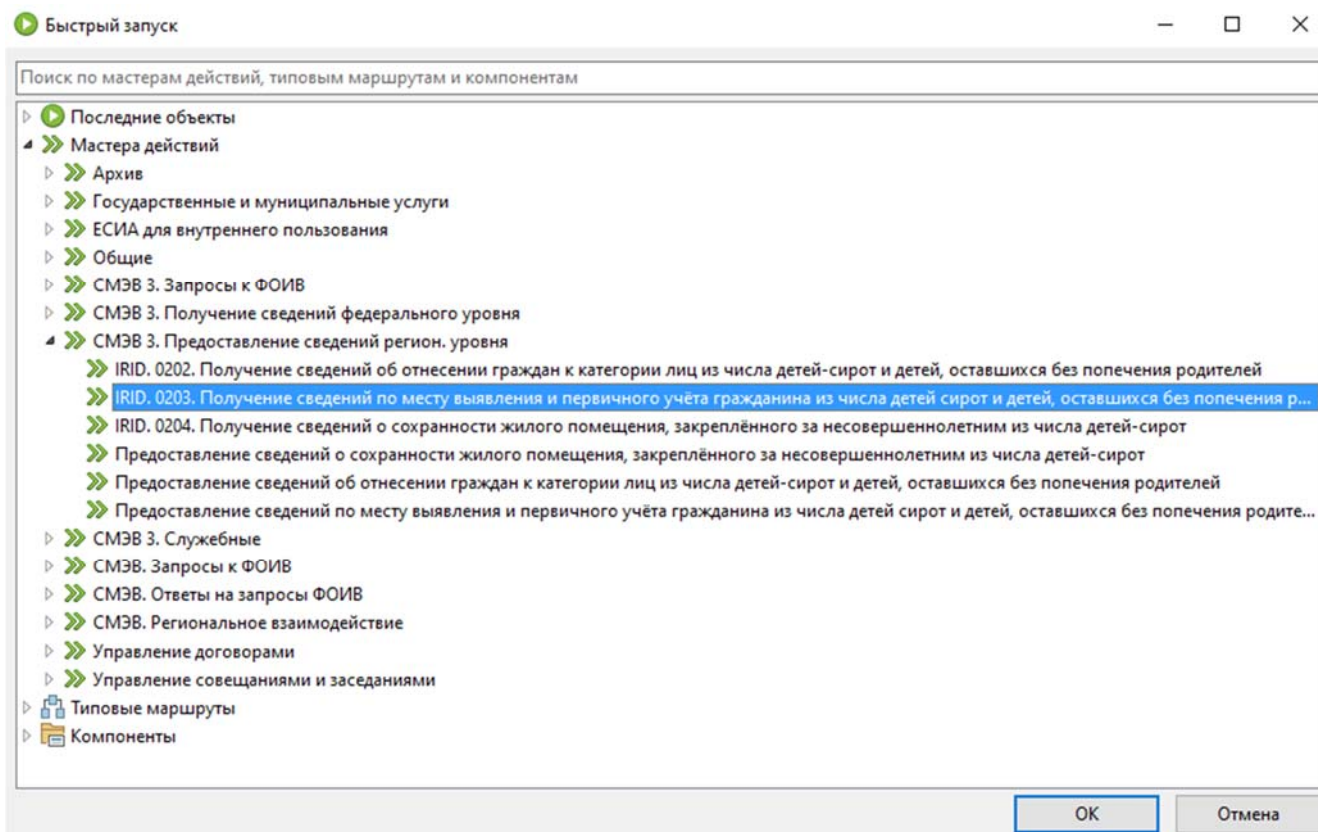 Быстрый запуск
Поиск по мастерам действий, типовым маршрутам и компонентам
Последние объекты
Мастера действий
Архив
Государственные и муниципальные услуги
ЕСИА для внутреннего пользования
Общие
СМЭВ 3. Запросы к ФОИВ
СМЭВ 3. Получение сведений федерального уровня
СМЭВ 3. Предоставление сведений регион. уровня
IRID. 0202. Получение сведений об отнесении граждан к категории лиц из числа детей-сирот и детей, оставшихся без попечения родителей
IRID. 0203. Получение сведений по месту выявления и первичного учёта гражданина из числа детей сирот и детей, оставшихся без попечения р...
IRID. 0204. Получение сведений о сохранности жилого помещения, закреплённого за несовершеннолетним из числа детей-сирот
Предоставление сведений о сохранности жилого помещения, закреплённого за несовершеннолетним из числа детей-сирот
Предоставление сведений об отнесении граждан к категории лиц из числа детей-сирот и детей, оставшихся без попечения родителей
Предоставление сведений по месту выявления и первичного учёта гражданина из числа детей сирот и детей, оставшихся без попечения родите...
СМЭВ 3. Служебные
СМЭВ. Запросы к ФОИВ
СМЭВ. Ответы на запросы ФОИВ
СМЭВ. Региональное взаимодействие
Управление договорами
Управление совещаниями и заседаниями
Типовые маршруты
Компоненты
ОК Отмена